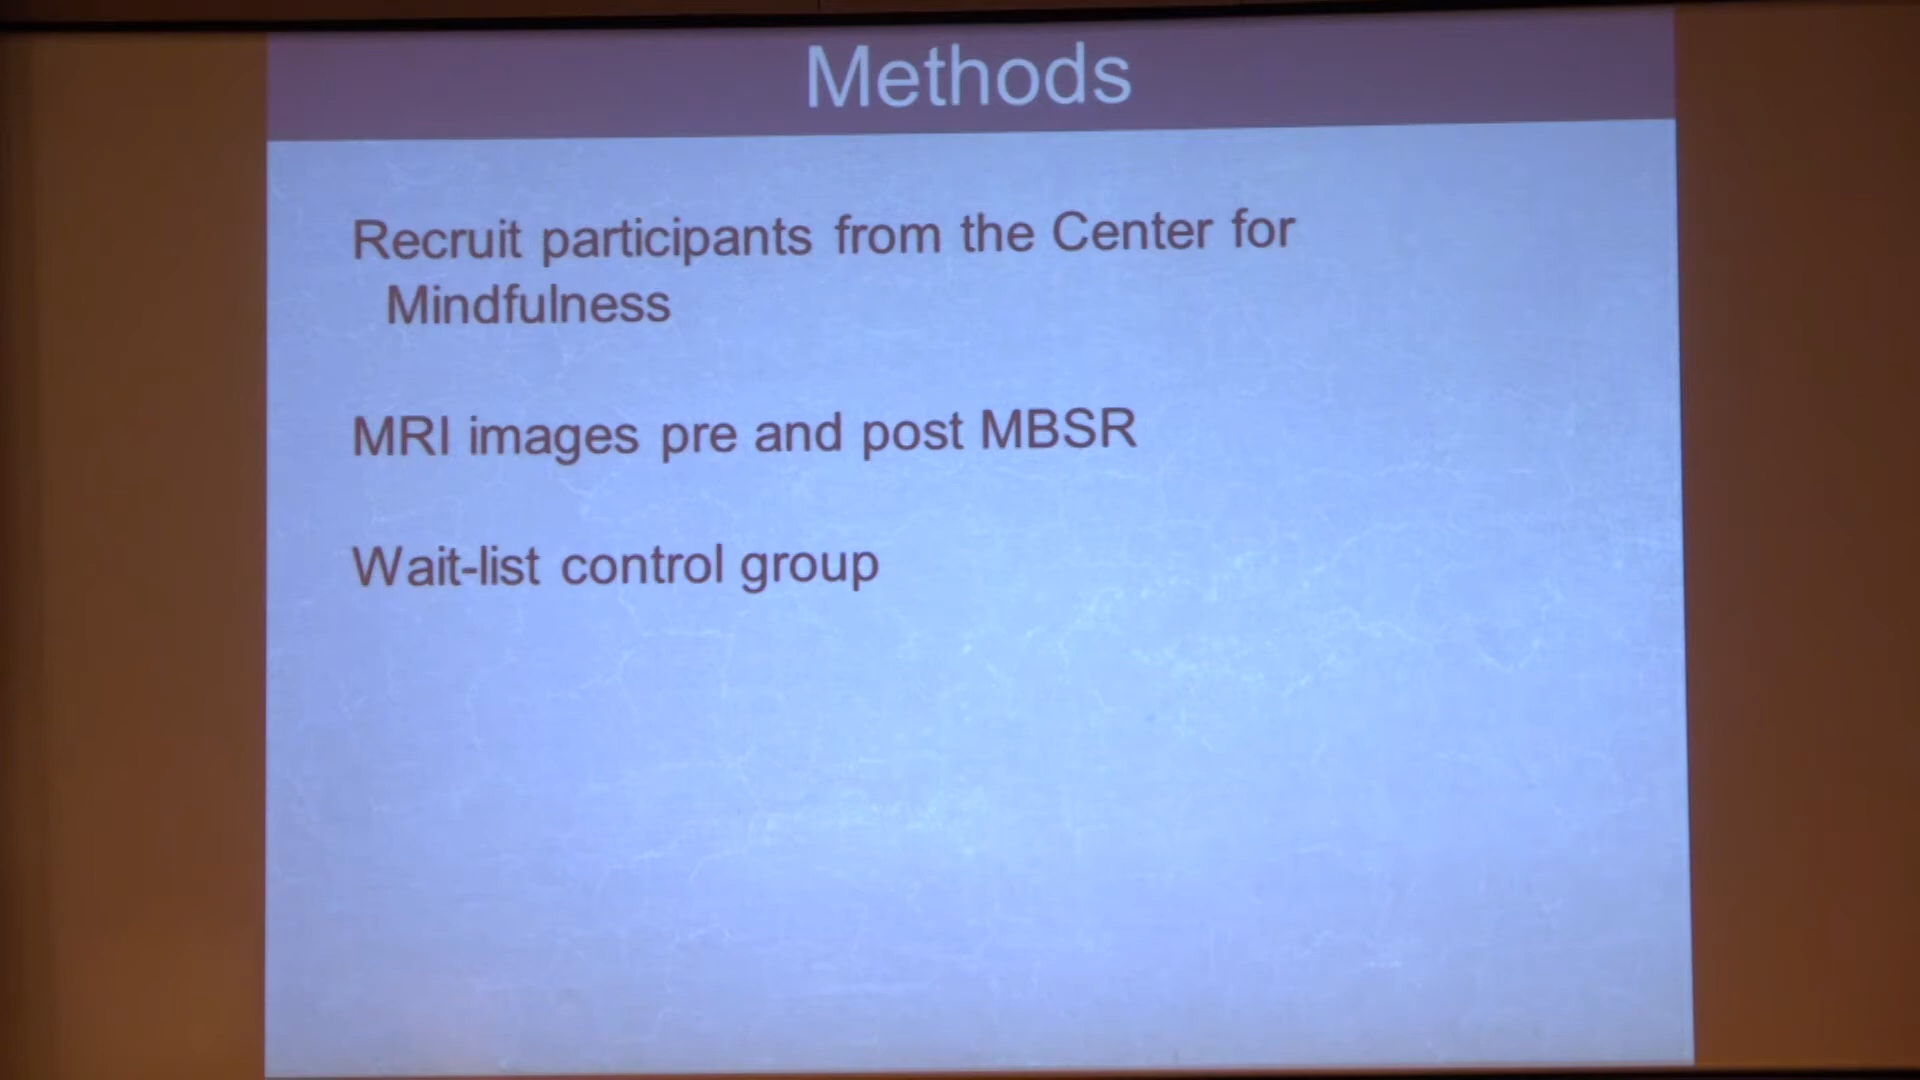 Methods
Recruit participants from the Center for
Mindfulness
MRI images pre and post MBSR
Wait-list control group